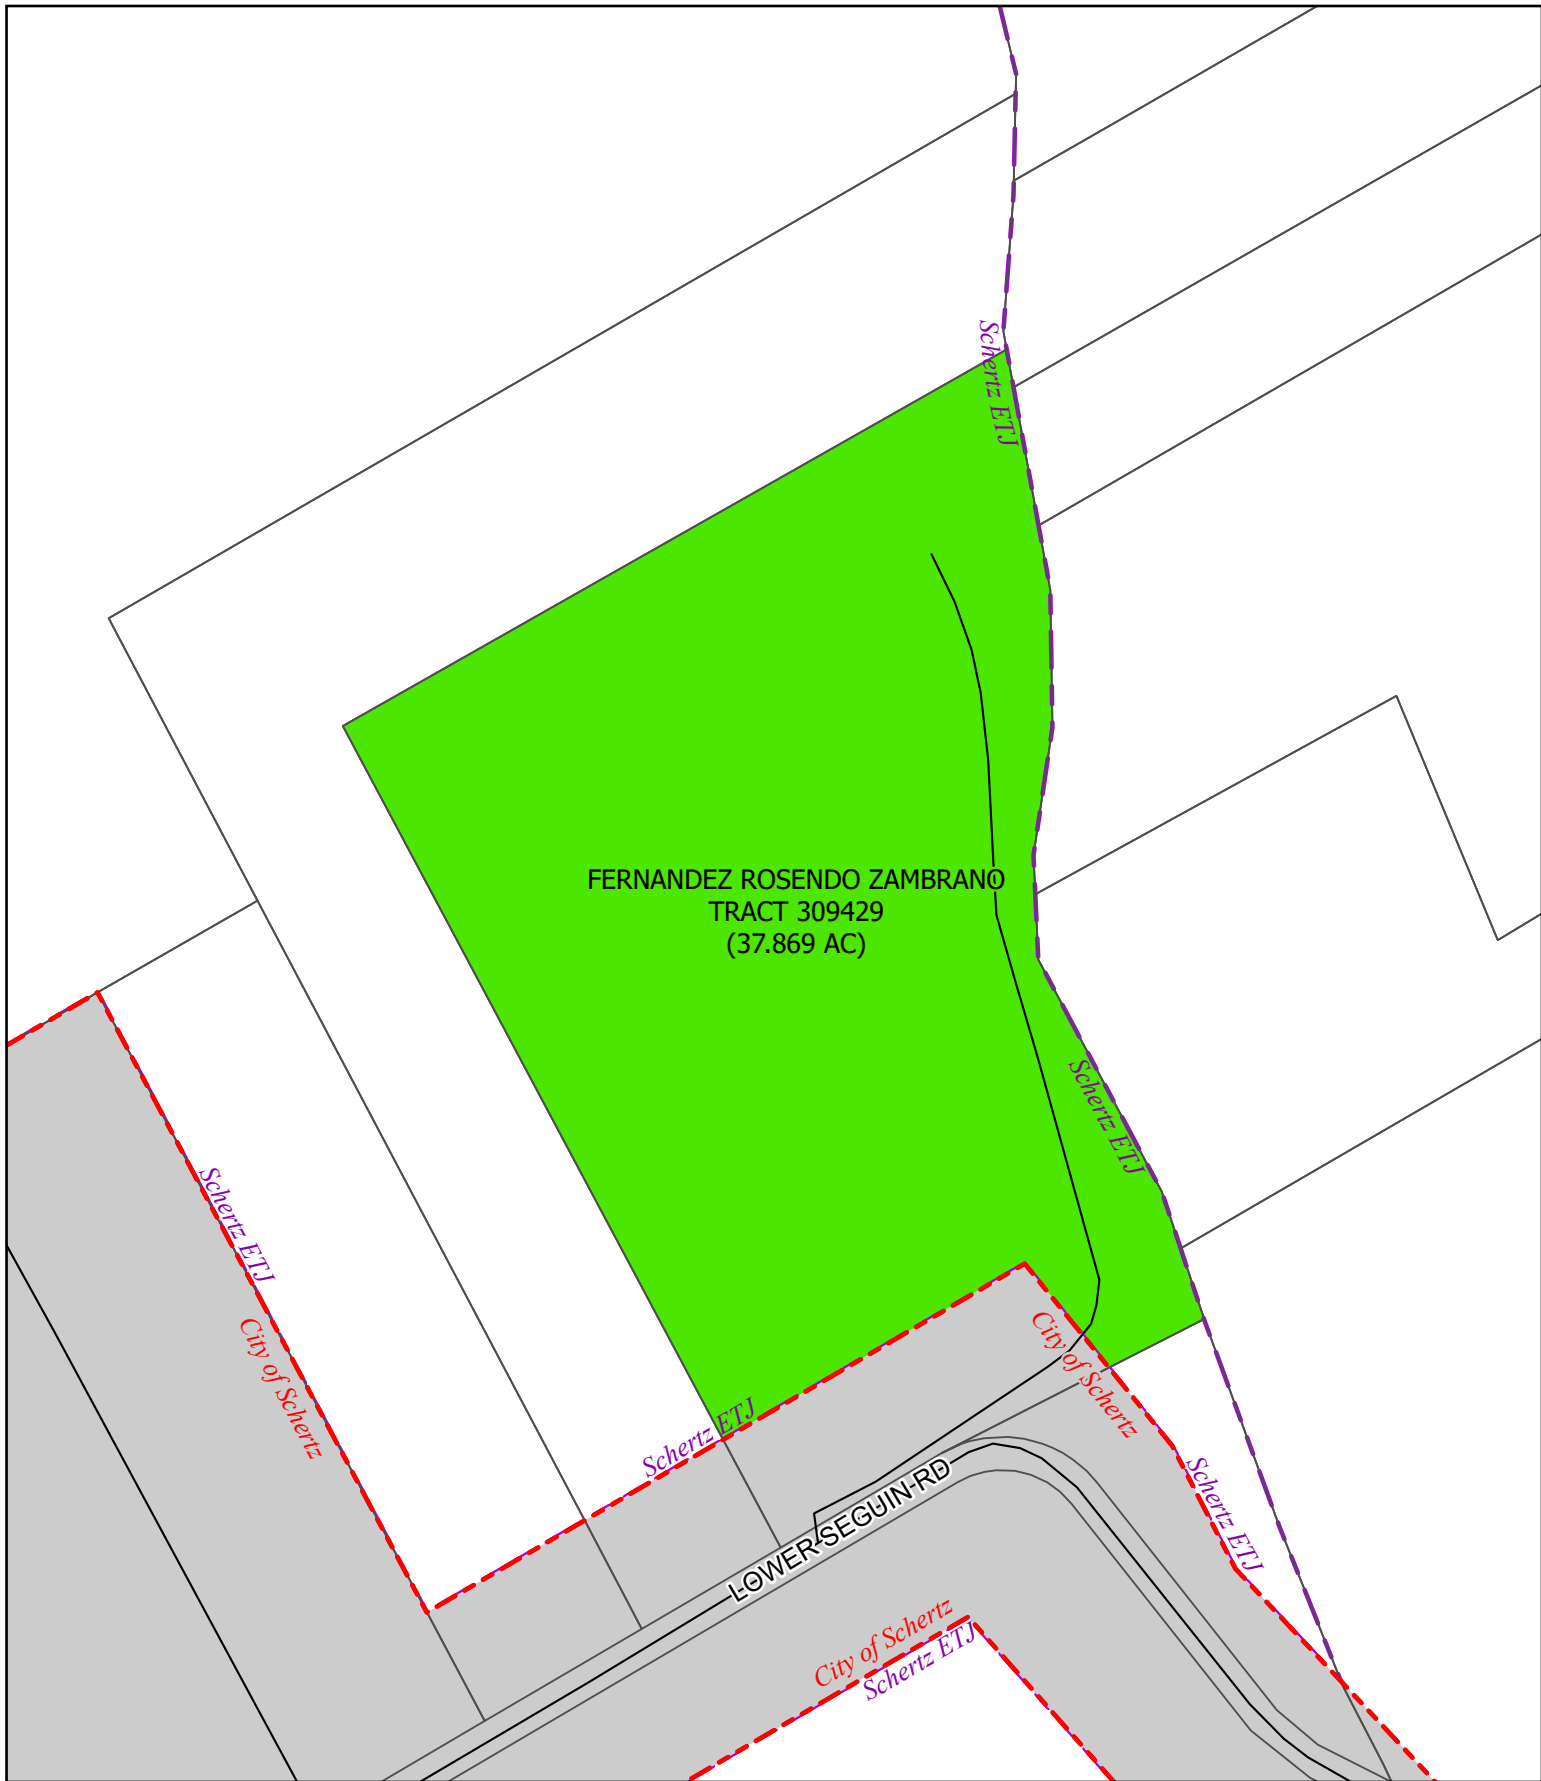 Schertz ETJ
FERNANDEZ ROSENDO ZAMBRANO
TRACT 309429
(37.869 AC)
Schertz ETJ
Schertz ETJ
City of Schertz
City of Schertz
Schertz ETJ
Schertz ETJ
LOWER SEGUIN RD
City of Schertz
Schertz ETJ